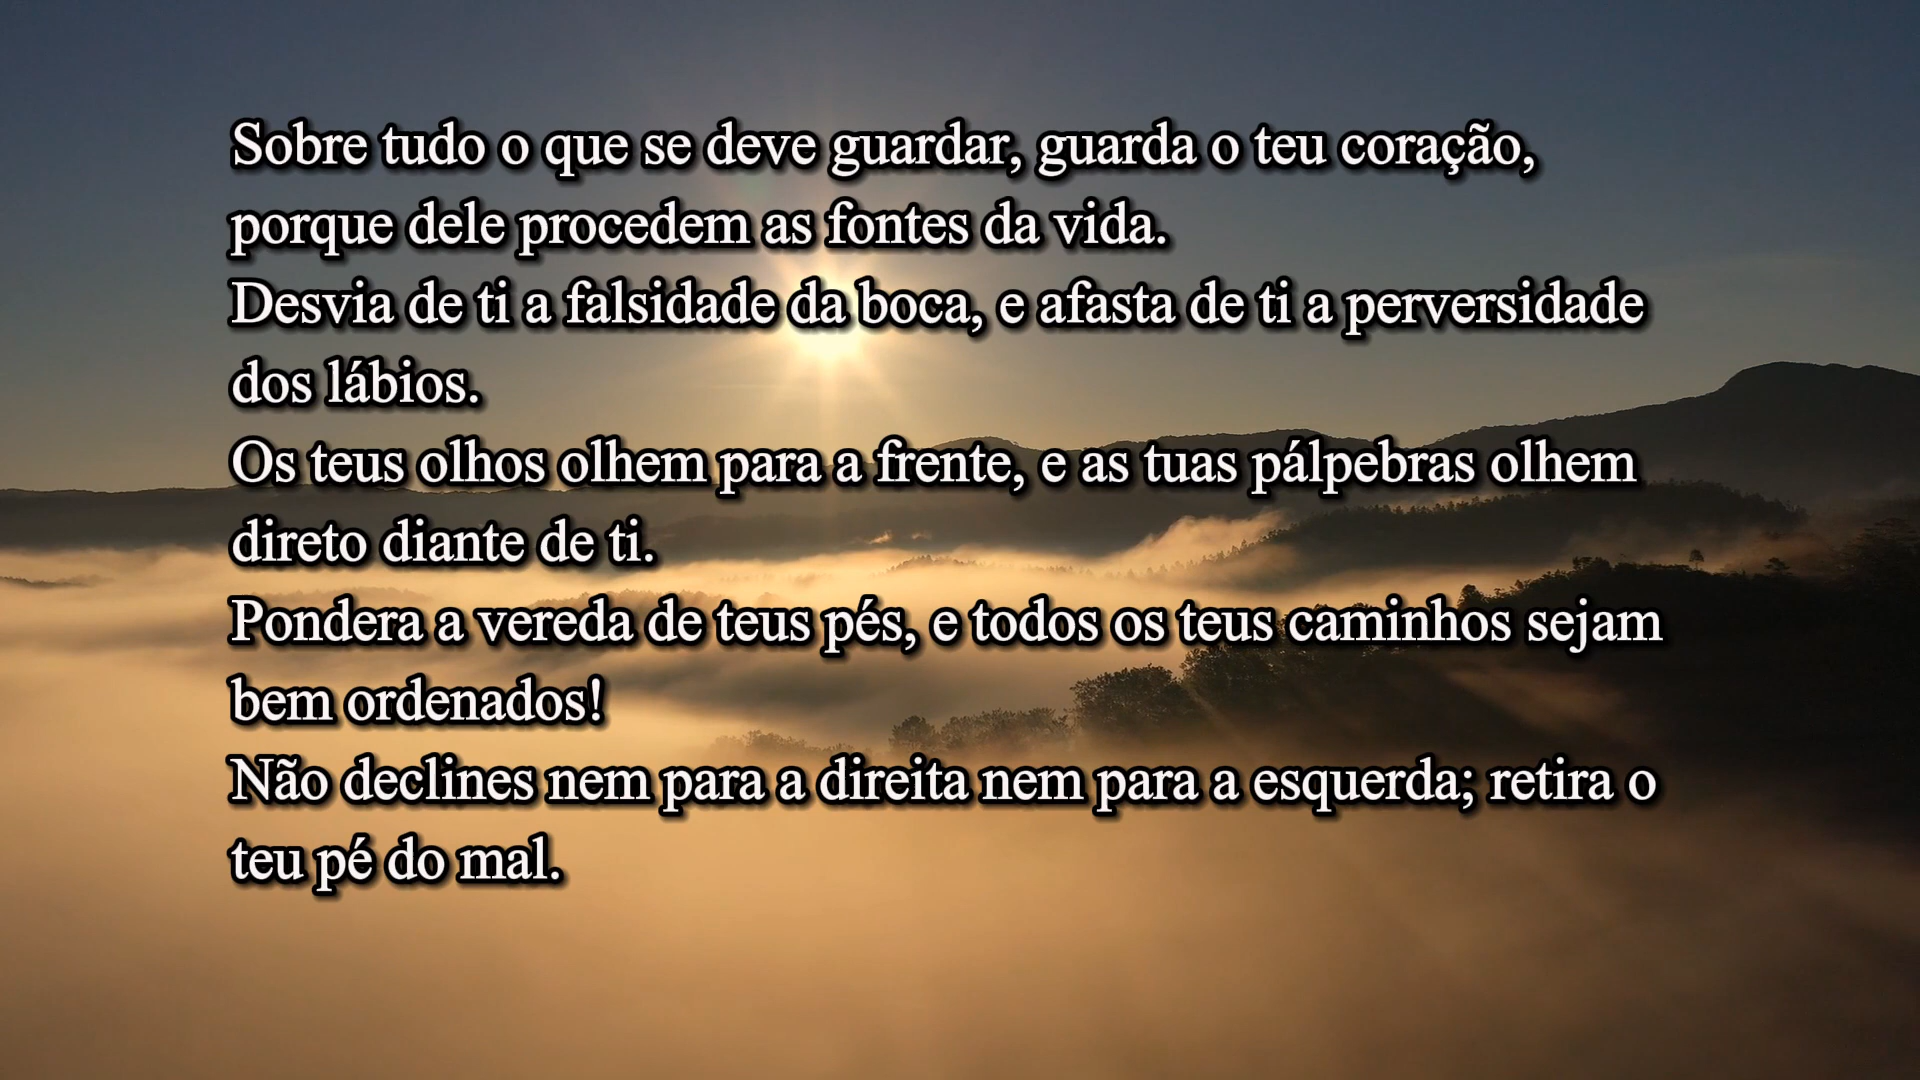 Sobre tudo o que se deve guardar, guarda o teu coração,
porque dele procedem as fontes da vida.
Desvia de ti a falsidade da boca, e afasta de ti a perversidade
dos lábios.
Os teus olhos olhem para a frente, e as tuas pálpebras olhem
direto diante de ti.
Pondera a vereda de teus pés, e todos os teus caminhos sejam
bem ordenados!
Não declines nem para a direita nem para a esquerda; retira o
teu pé do mal.